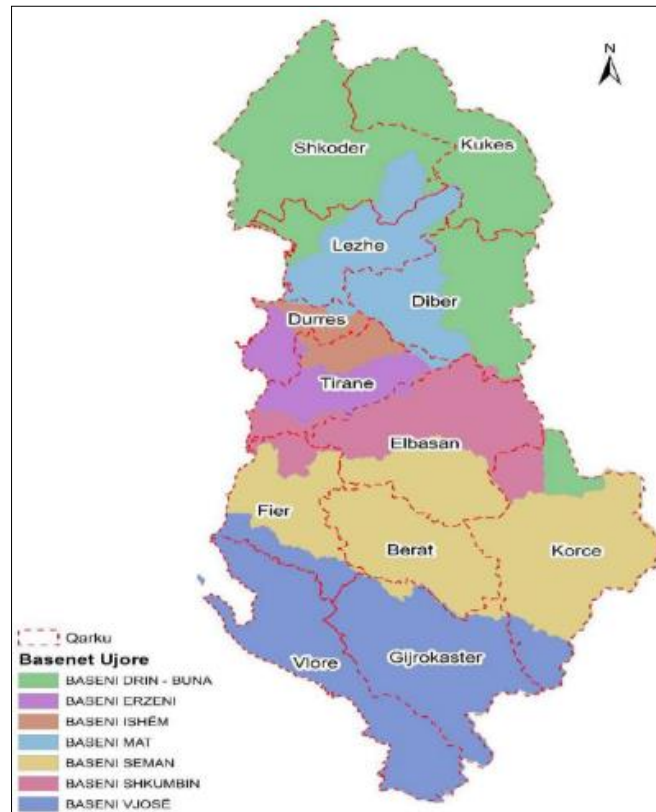 N
Shkoder
Kukes
Lezhe
Diber
Durres
Tirane
Elbasan
Fier
Berat
Korce
Vlore
Gijrokaster
Qarku
Basenet Ujore
BASENI DRIN - BUNA
BASENI ERZENI
BASENI ISHËM
BASENI MAT
BASENI SEMAN
BASENI SHKUMBIN
BASENI VJOSË